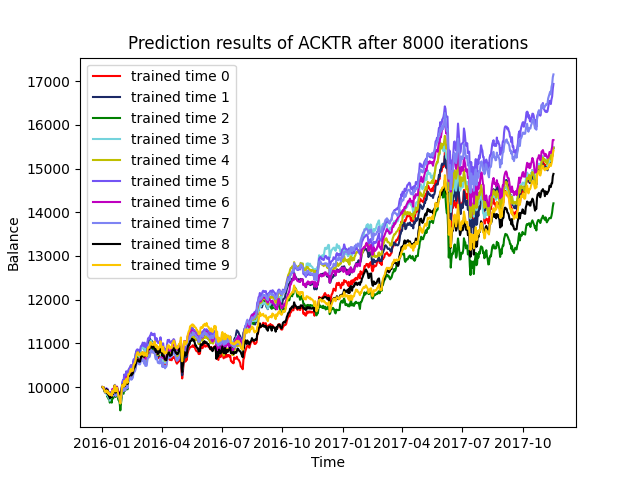 Prediction results of ACKTR after 8000 iterations
17000
16000
15000
14000
13000
12000
11000
10000
Balance
trained time 0
trained time 1
trained time 2
trained time 3
trained time 4
trained time 5
trained time 6
trained time 7
trained time 8
trained time 9
2016-01 2016-04 2016-07 2016-10 2017-01 2017-04 2017-07 2017-10
Time